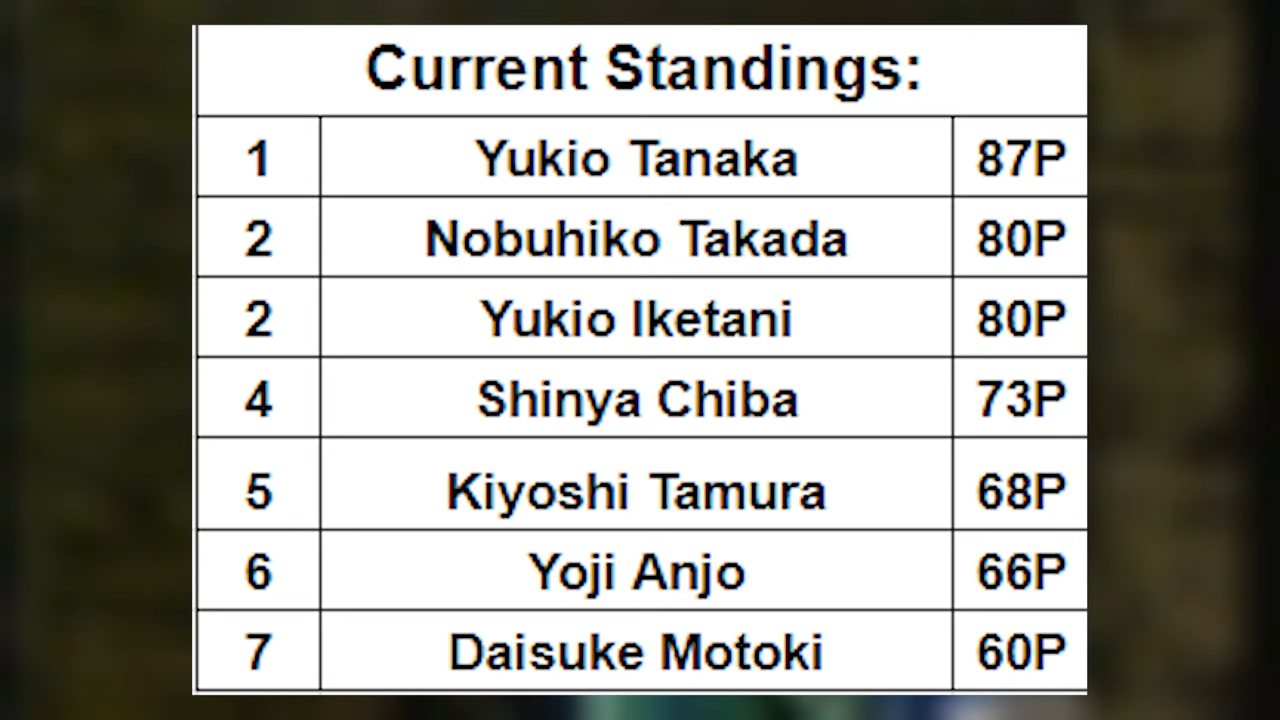 Current Standings:
1 Yukio Tanaka 87P
2 Nobuhiko Takada 80P
2 Yukio Iketani 80P
4 Shinya Chiba 73P
5 Kiyoshi Tamura 68P
6 Yoji Anjo 66P
7 Daisuke Motoki 60P